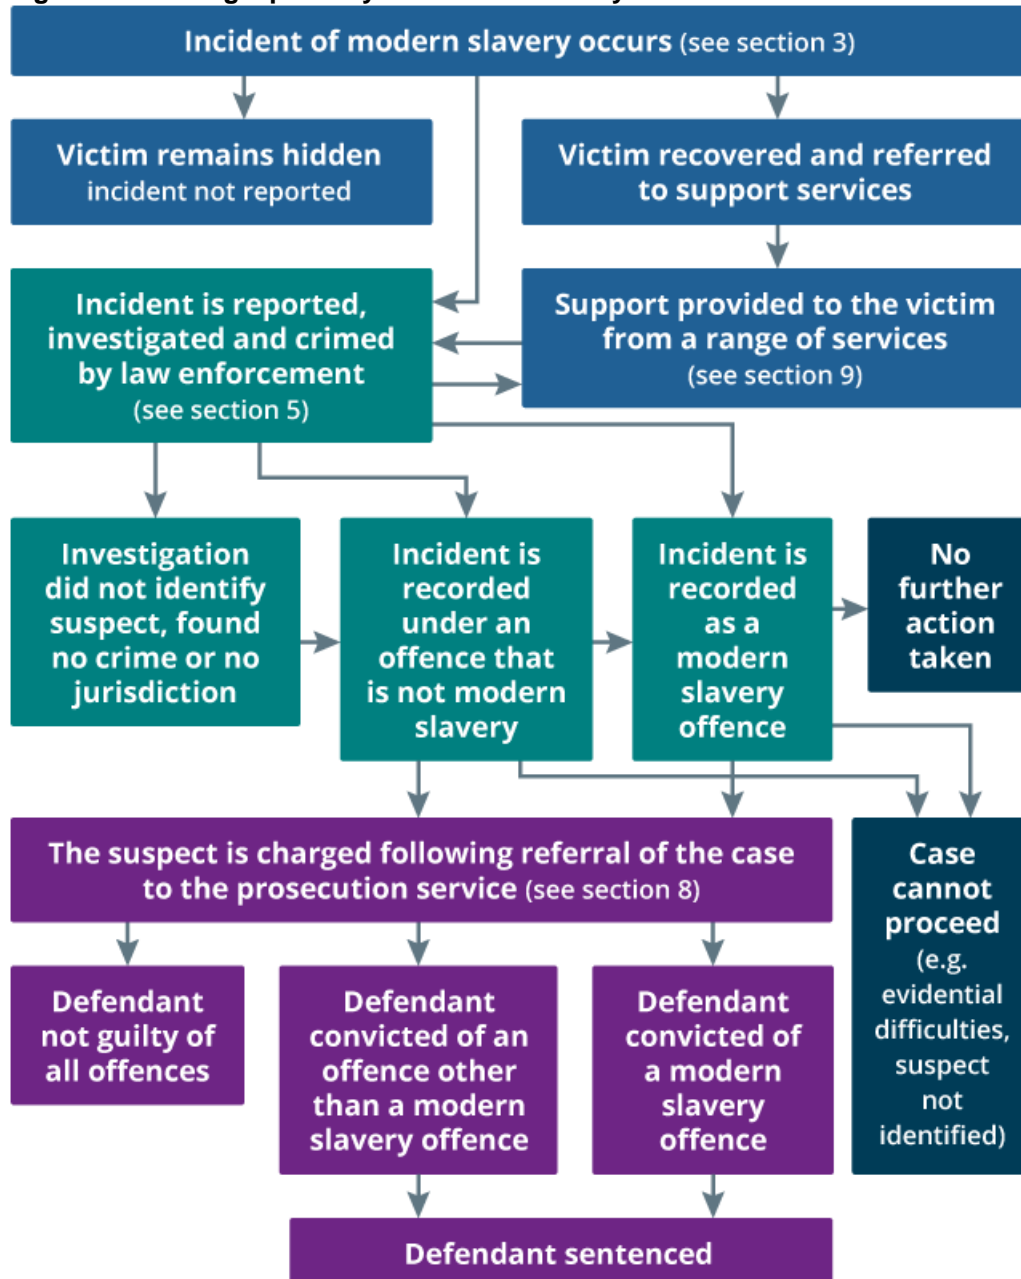 Incident of modern slavery occurs (see section 3)
Victim remains hidden
incident not reported
Victim recovered and referred
to support services
Incident is reported,
investigated and crimed
by law enforcement
(see section 5)
Support provided to the victim
from a range of services
(see section 9)
Investigation
did not identify
suspect, found
no crime or no
jurisdiction
Incident is
recorded
under an
offence that
is not modern
slavery
Incident is
recorded
as a
modern
slavery
offence
No
further
action
taken
The suspect is charged following referral of the case
to the prosecution service (see section 8)
Case
cannot
proceed
(e.g.
evidential
difficulties,
suspect
not
identified)
Defendant
not guilty of
all offences
Defendant
convicted of an
offence other
than a modern
slavery offence
Defendant
convicted of
a modern
slavery
offence
Defendant sentenced